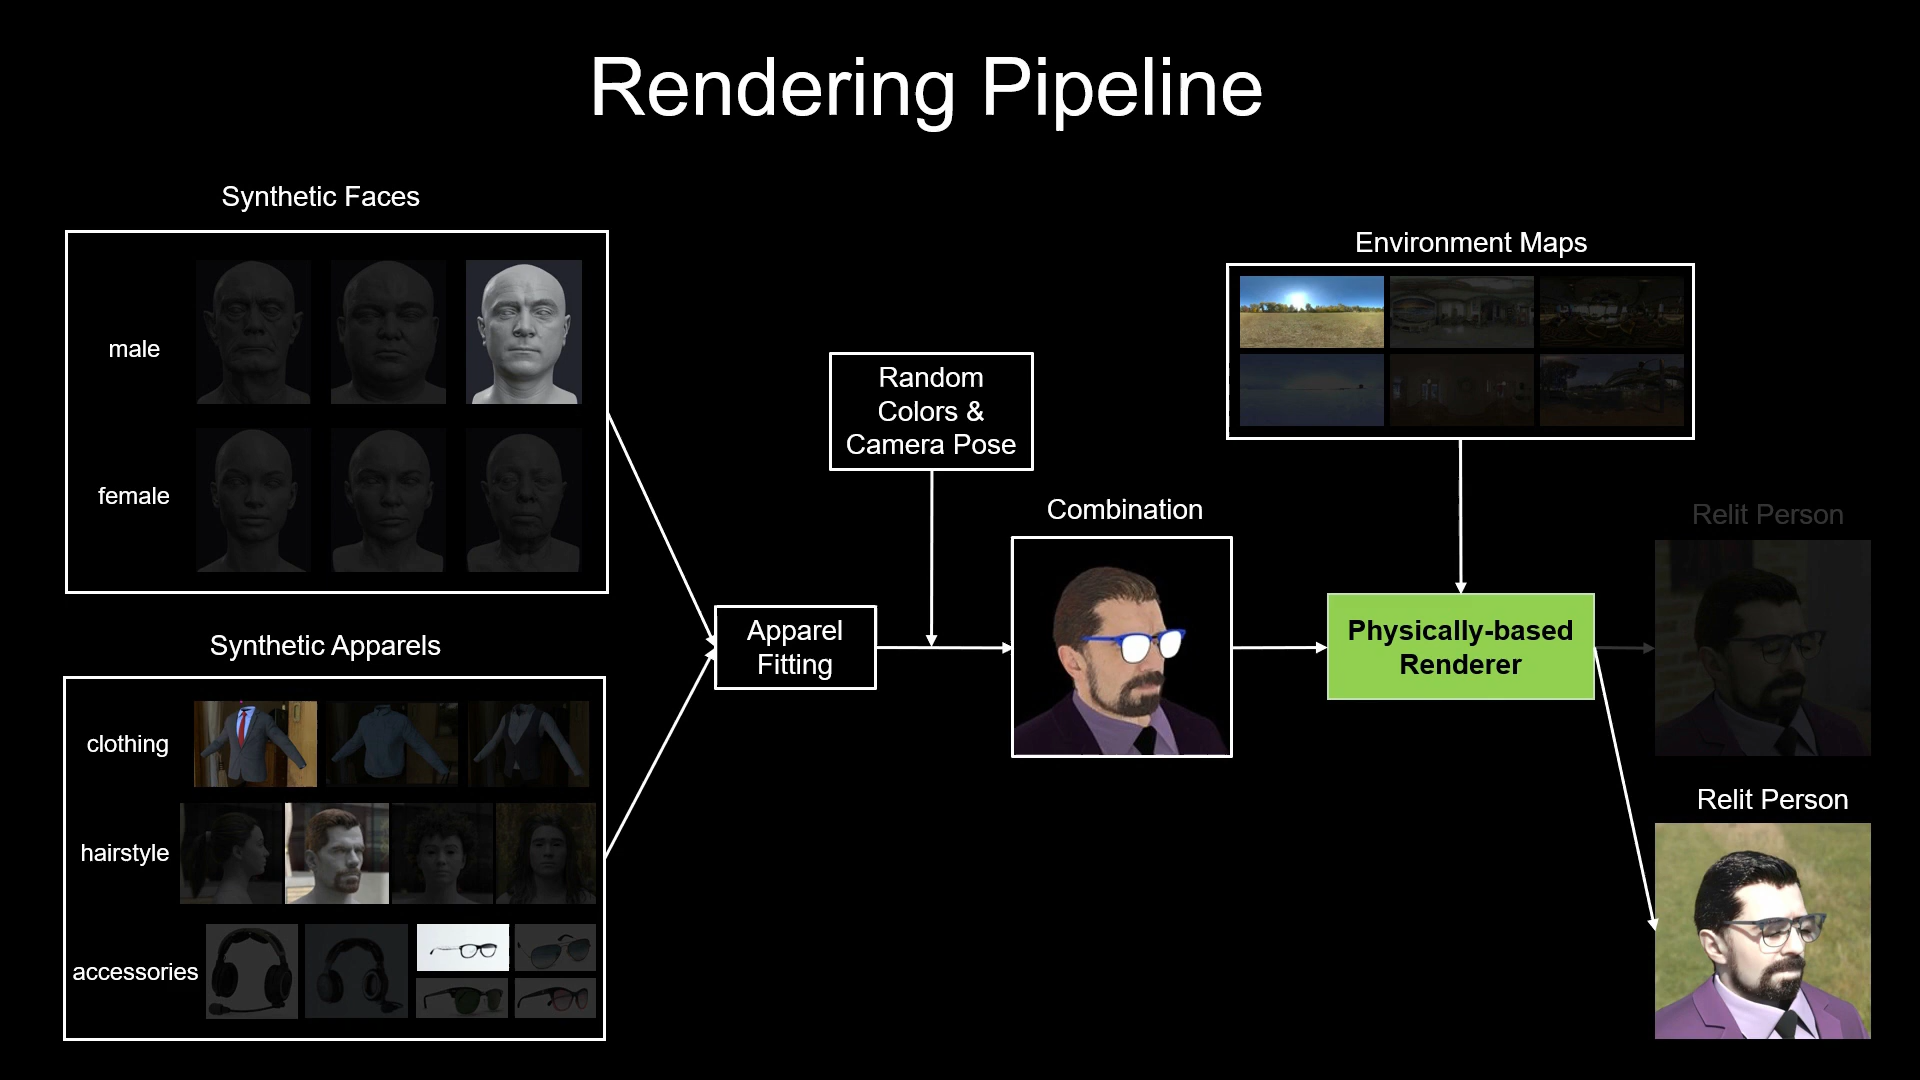 Rendering Pipeline
Synthetic Faces
male
female
Synthetic Apparels
clothing
hairstyle
accessories
Random
Colors &
Camera Pose
Apparel
Fitting
Combination
Environment Maps
Physically-based
Renderer
Relit Person
Relit Person